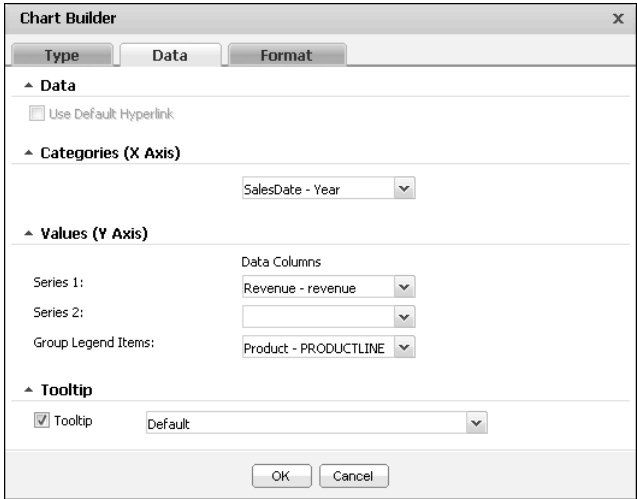 Chart Builder x
Type Data Format
Data
Use Default Hyperlink
Categories (X Axis)
SalesDate - Year
Values (Y Axis)
Data Columns
Series 1: Revenue - revenue
Series 2:
Group Legend Items: Product - PRODUCTLINE
Tooltip
Tooltip Default
OK Cancel